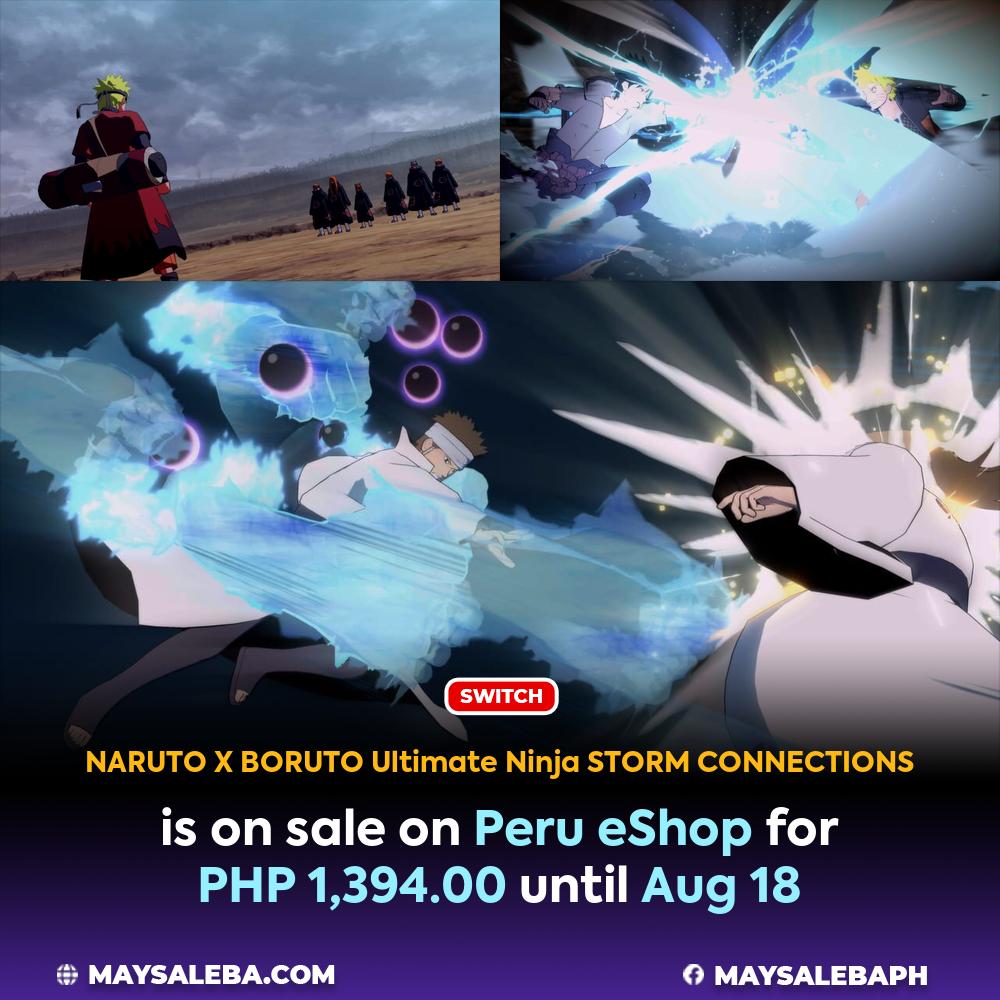 SWITCH
NARUTO X BORUTO Ultimate Ninja STORM CONNECTIONS
is on sale on Peru eShop for
PHP 1,394.00 until Aug 18
MAYSALEBA.COM
MAYSALEBAPH